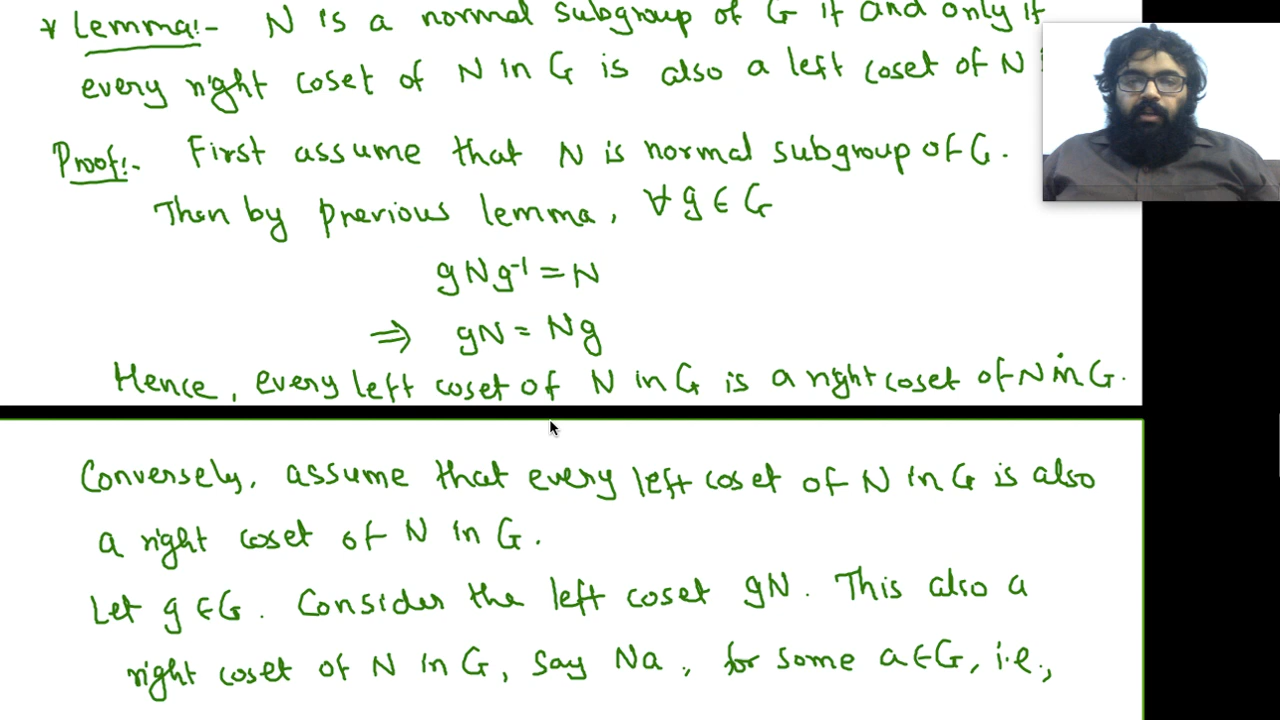 * Lemma:- N is a normal subgroup of G if and only if
every right coset of N in G is also a left coset of N
Proof:- First assume that N is normal subgroup of G.
Then by previous lemma, ∀ g ∈ G
gNg⁻¹ = N
⇒ gN = Ng
Hence, every left coset of N in G is a right coset of N in G.
Conversely, assume that every left coset of N in G is also
a right coset of N in G.
Let g ∈ G. Consider the left coset gN. This also a
right coset of N in G, say Na, for some a ∈ G, i.e.,